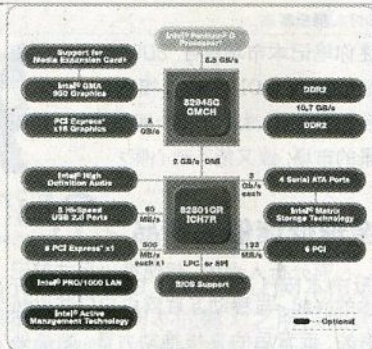 Intel® Pentium® D
Processor
8.5 GB/s
Support for
Media Expansion Card+
Intel® GMA
950 Graphics
PCI Express*
x16 Graphics
8
GB/s
82945G
GMCH
DDR2
10.7 GB/s
DDR2
2 GB/s DMI
Intel® High
Definition Audio
8 Hi-Speed
USB 2.0 Ports
60
MB/s
6 PCI Express* x1
500
MB/s
each x1
Intel® PRO/1000 LAN
Intel® Active
Management Technology
82801GR
ICH7R
3
Gb/s
each
4 Serial ATA Ports
Intel® Matrix
Storage Technology
133
MB/s
6 PCI
LPC or SPI
BIOS Support
Optional